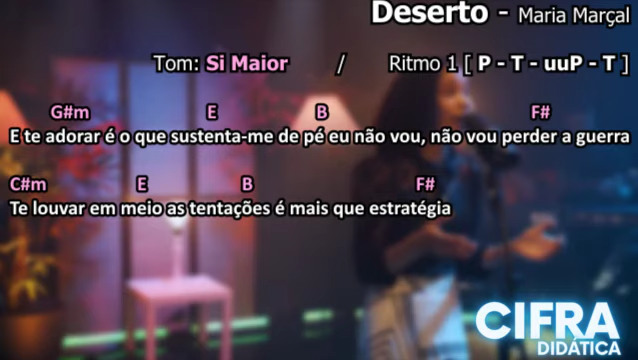 Deserto - Maria Marçal
Tom: Si Maior / Ritmo 1 [ P - T - uuP - T ]
G#m E B F#
E te adorar é o que sustenta-me de pé eu não vou, não vou perder a guerra
C#m E B F#
Te louvar em meio as tentações é mais que estratégia
CIFRA
DIDÁTICA